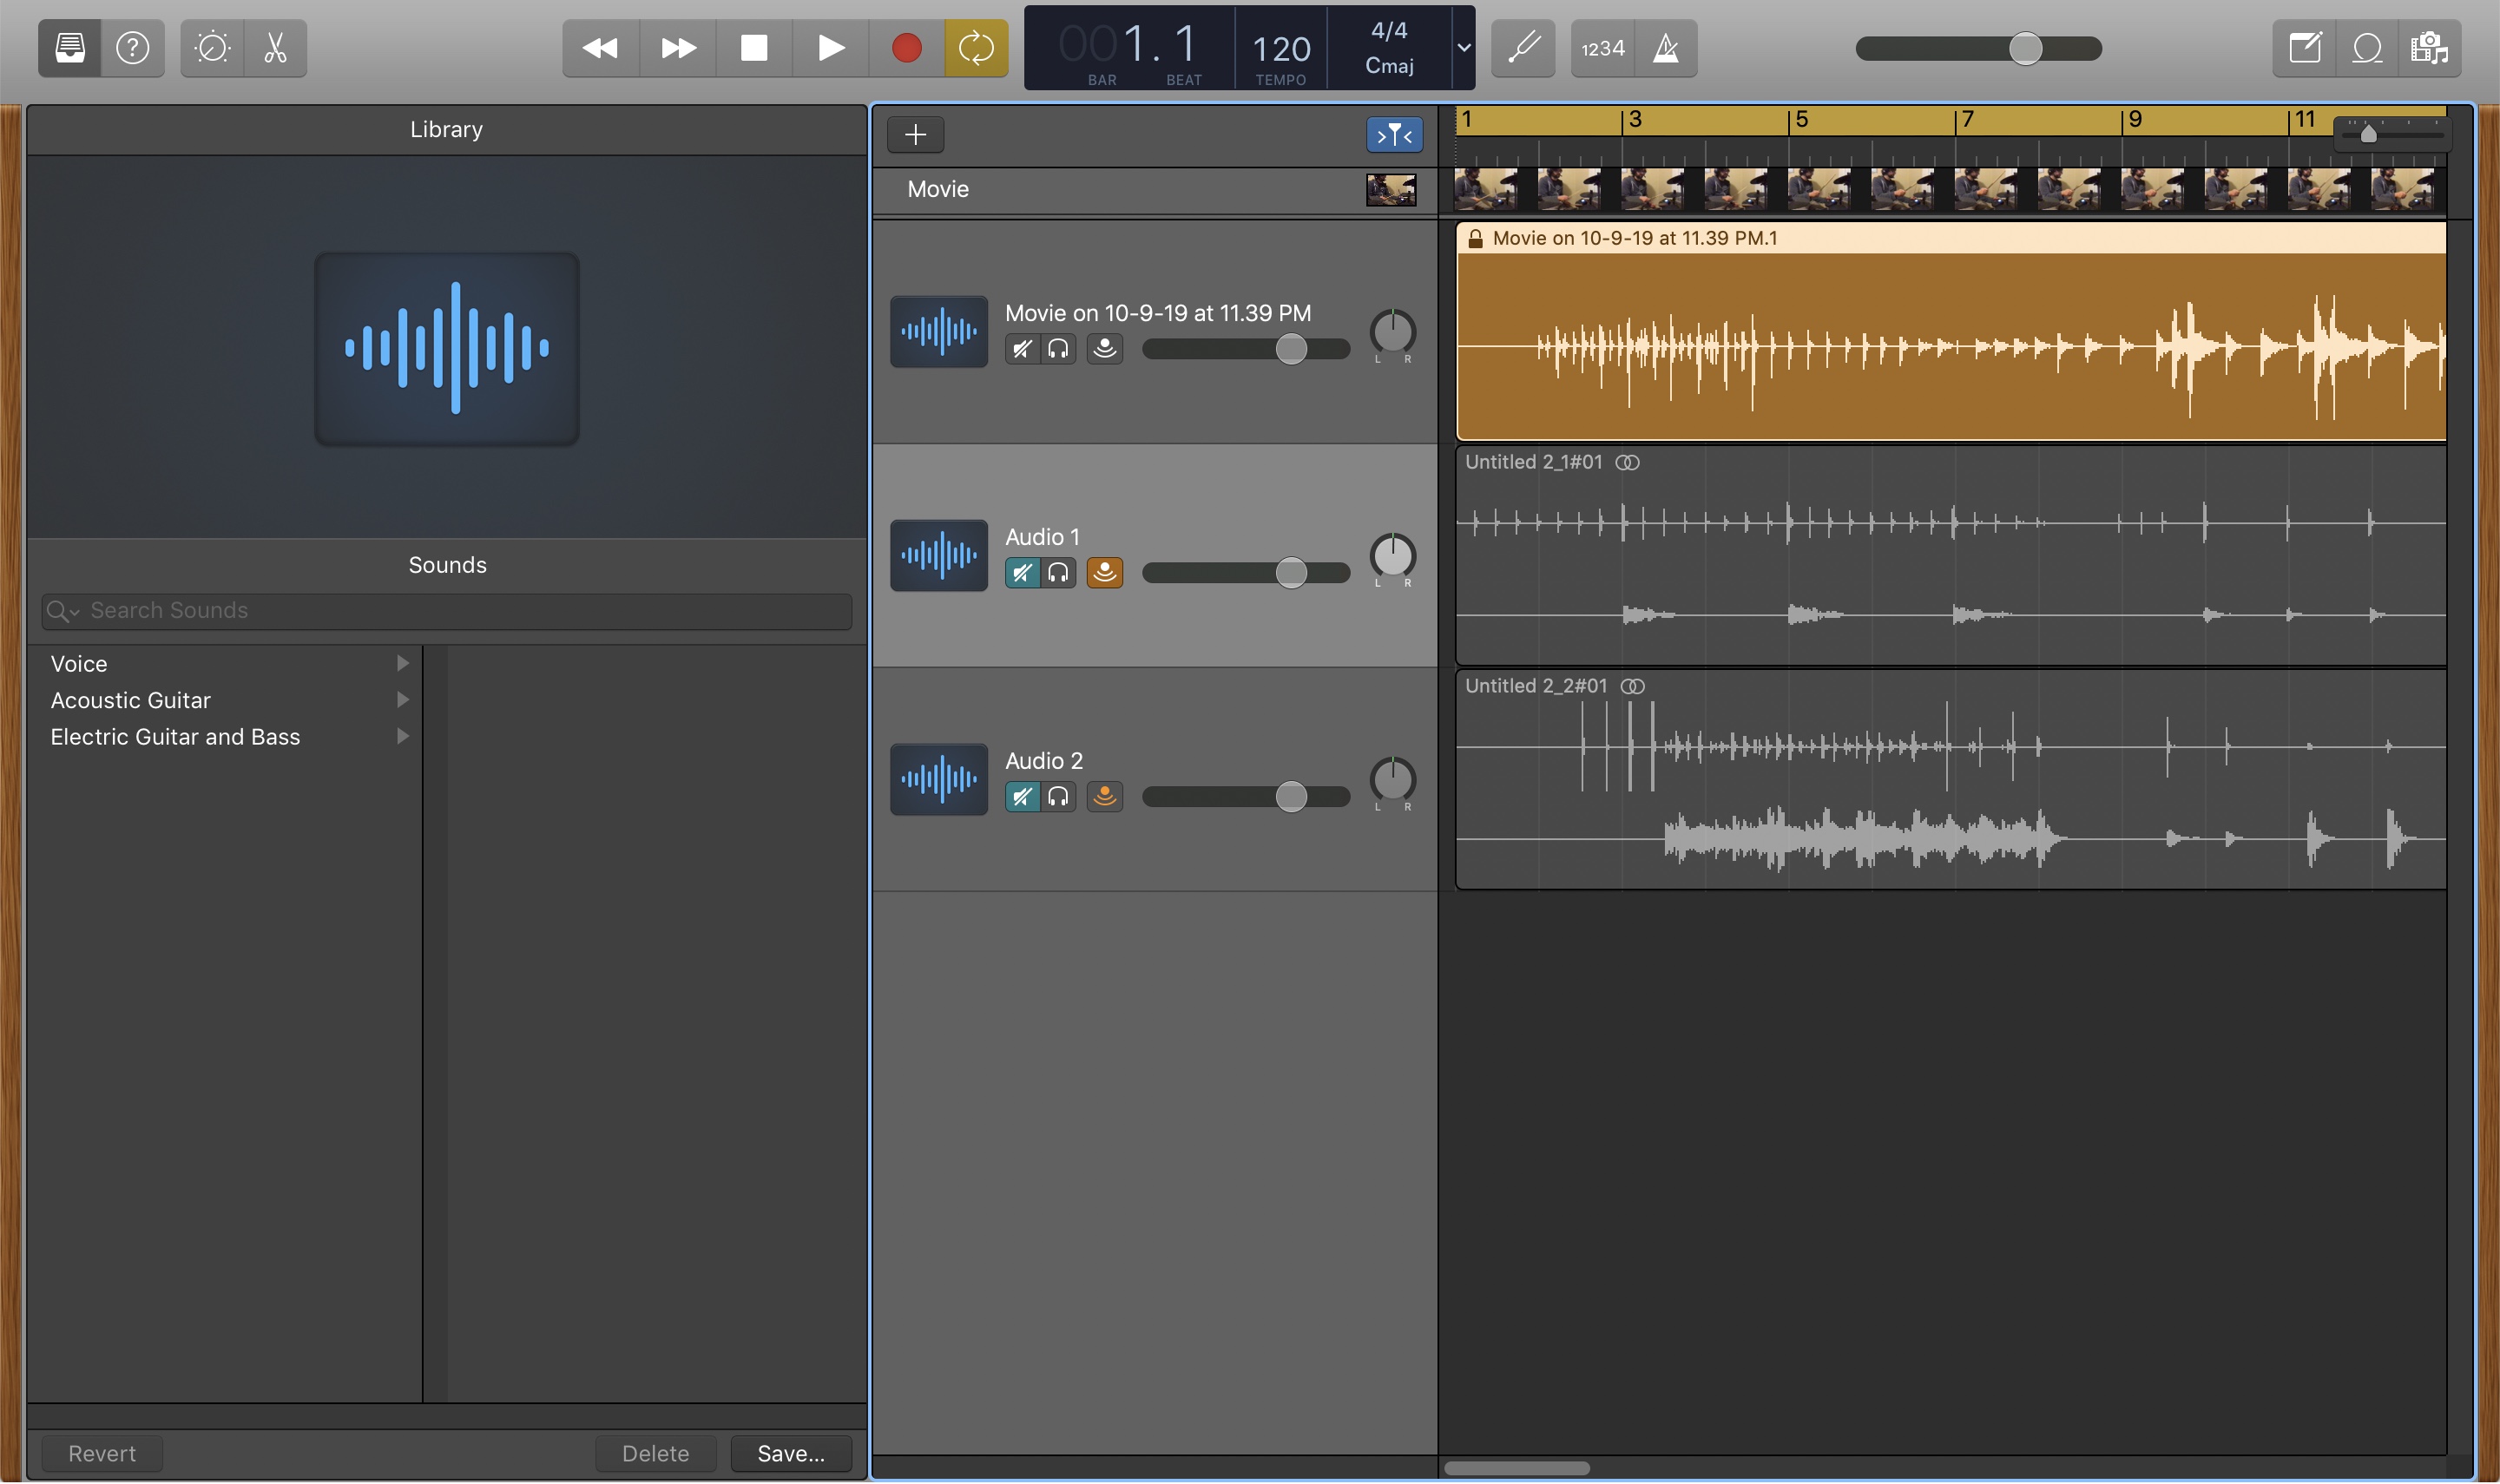 001. 1
BAR BEAT
120
TEMPO
4/4
Cmaj
1234
Library
Sounds
Search Sounds
Voice
Acoustic Guitar
Electric Guitar and Bass
Revert
Delete
Save...
1 3 5 7 9 11
Movie
Movie on 10-9-19 at 11.39 PM
L R
Movie on 10-9-19 at 11.39 PM.1
Audio 1
L R
Untitled 2_1#01
Audio 2
L R
Untitled 2_2#01